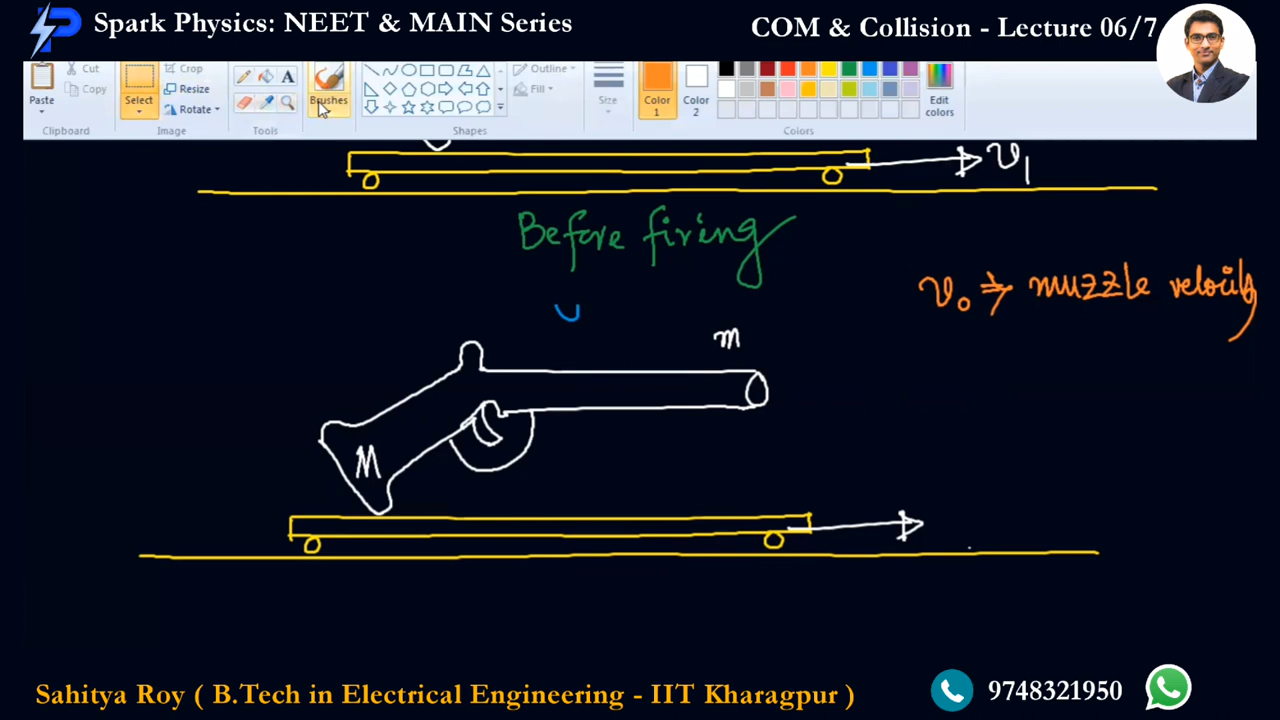 Spark Physics: NEET & MAIN Series
COM & Collision - Lecture 06/7
Paste
Cut
Copy
Clipboard
Select
Crop
Resize
Rotate
Image
A
Tools
Brushes
Outline
Fill
Shapes
Size
Color 1
Color 2
Edit colors
Colors
v₁
Before firing
v₀ ⇒ muzzle velocity
m
M
Sahitya Roy ( B.Tech in Electrical Engineering - IIT Kharagpur )
9748321950